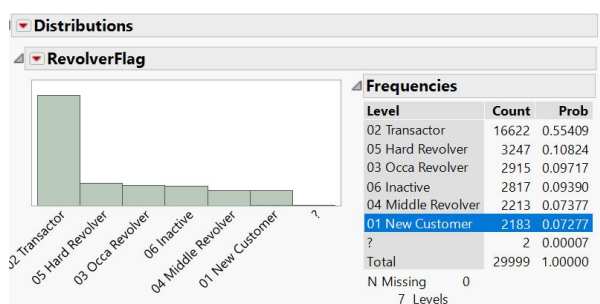 Distributions
RevolverFlag
02 Transactor
05 Hard Revolver
03 Occa Revolver
06 Inactive
04 Middle Revolver
01 New Customer
?
Frequencies
Level Count Prob
02 Transactor 16622 0.55409
05 Hard Revolver 3247 0.10824
03 Occa Revolver 2915 0.09717
06 Inactive 2817 0.09390
04 Middle Revolver 2213 0.07377
01 New Customer 2183 0.07277
? 2 0.00007
Total 29999 1.00000
N Missing 0
7 Levels